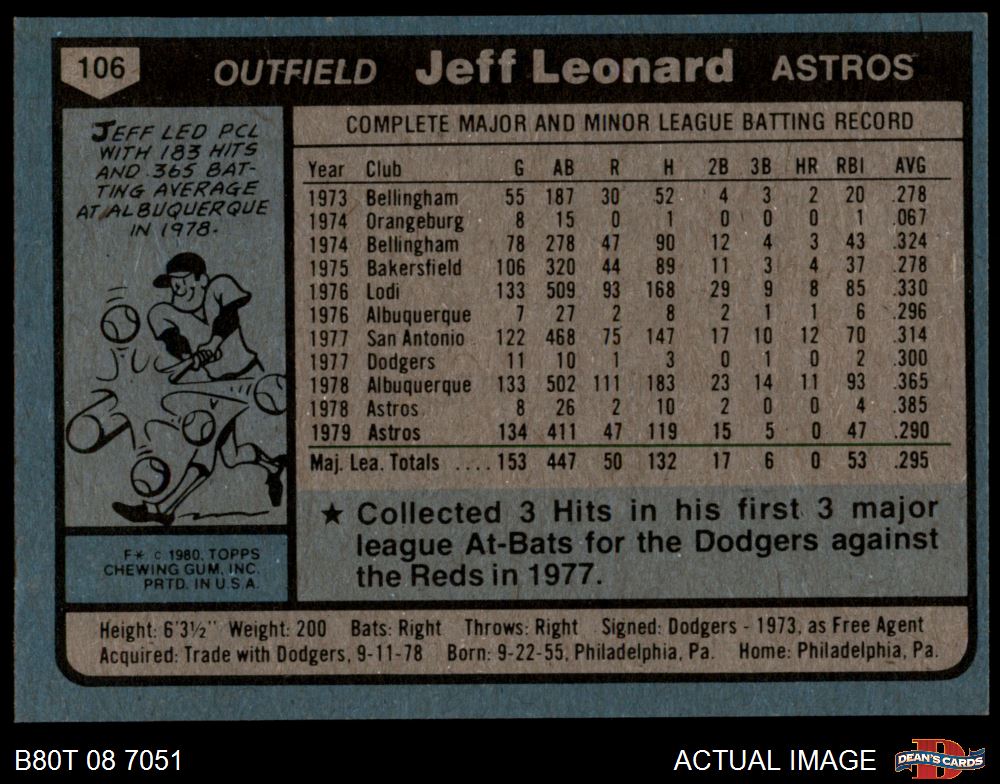 106 OUTFIELD Jeff Leonard ASTROS
JEFF LED PCL
WITH 183 HITS
AND .365 BAT-
TING AVERAGE
AT ALBUQUERQUE
IN 1978.
COMPLETE MAJOR AND MINOR LEAGUE BATTING RECORD
Year Club G AB R H 2B 3B HR RBI AVG
1973 Bellingham 55 187 30 52 4 3 2 20 .278
1974 Orangeburg 8 15 0 1 0 0 0 1 .067
1974 Bellingham 78 278 47 90 12 4 3 43 .324
1975 Bakersfield 106 320 44 89 11 3 4 37 .278
1976 Lodi 133 509 93 168 29 9 8 85 .330
1976 Albuquerque 7 27 2 8 2 1 1 6 .296
1977 San Antonio 122 468 75 147 17 10 12 70 .314
1977 Dodgers 11 10 1 3 0 1 0 2 .300
1978 Albuquerque 133 502 111 183 23 14 11 93 .365
1978 Astros 8 26 2 10 2 0 0 4 .385
1979 Astros 134 411 47 119 15 5 0 47 .290
Maj. Lea. Totals .... 153 447 50 132 17 6 0 53 .295
★ Collected 3 Hits in his first 3 major
league At-Bats for the Dodgers against
the Reds in 1977.
F* © 1980. TOPPS
CHEWING GUM, INC.
PRTD. IN U.S.A.
Height: 6'3½" Weight: 200 Bats: Right Throws: Right Signed: Dodgers - 1973, as Free Agent
Acquired: Trade with Dodgers, 9-11-78 Born: 9-22-55, Philadelphia, Pa. Home: Philadelphia, Pa.
B80T 08 7051 ACTUAL IMAGE DEAN'S CARDS